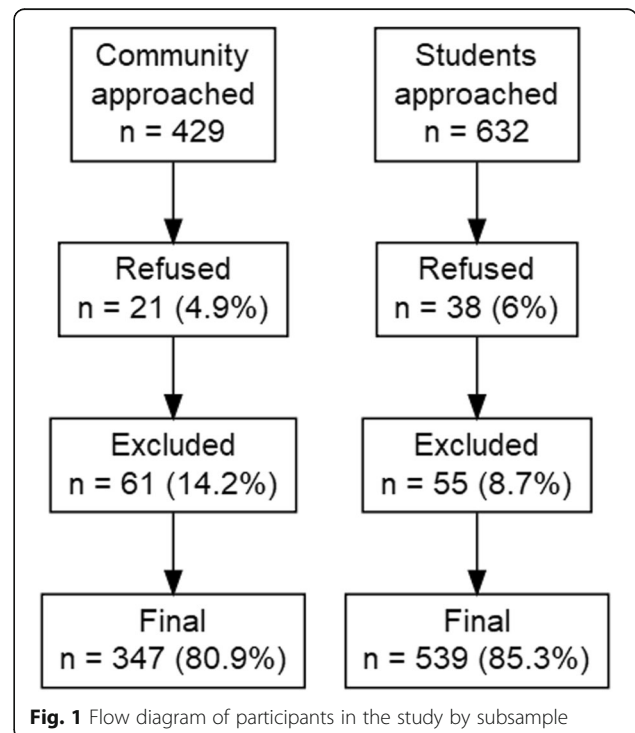 Community
approached
n = 429
Refused
n = 21 (4.9%)
Excluded
n = 61 (14.2%)
Final
n = 347 (80.9%)
Students
approached
n = 632
Refused
n = 38 (6%)
Excluded
n = 55 (8.7%)
Final
n = 539 (85.3%)
Fig. 1 Flow diagram of participants in the study by subsample